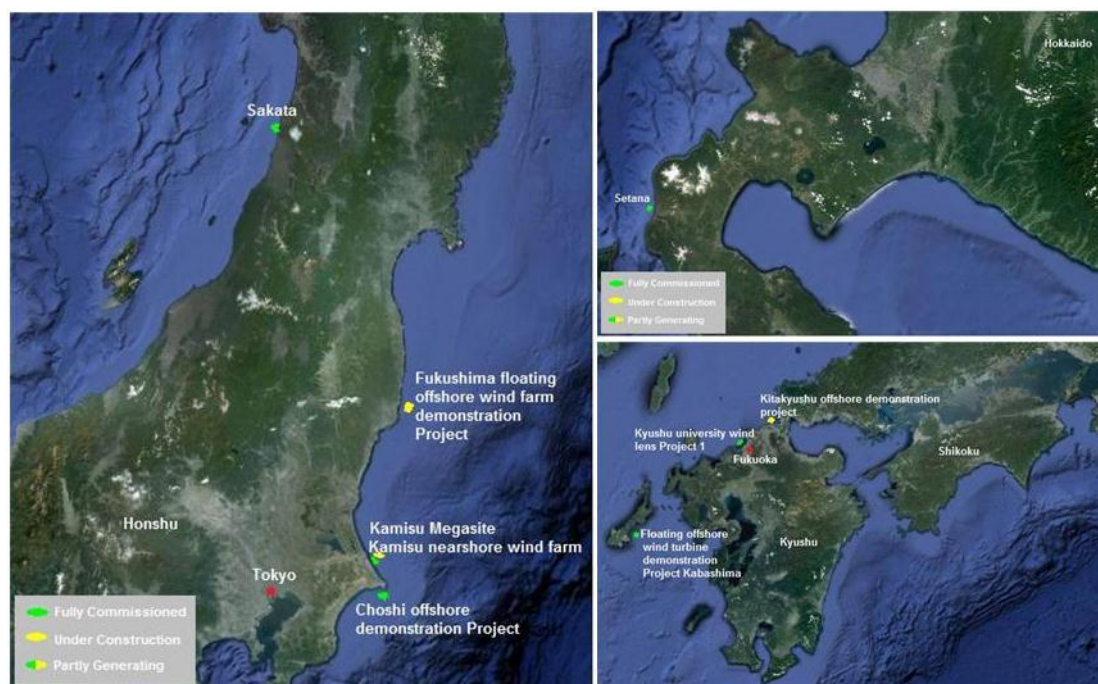 Sakata
Fukushima floating
offshore wind farm
demonstration
Project
Honshu
Kamisu Megasite
Kamisu nearshore wind farm
Tokyo
Choshi offshore
demonstration Project
Fully Commissioned
Under Construction
Partly Generating
Hokkaido
Setana
Fully Commissioned
Under Construction
Partly Generating
Kitakyushu offshore demonstration
project
Kyushu university wind
lens Project 1
Fukuoka
Shikoku
Floating offshore
wind turbine
demonstration
Project Kabashima
Kyushu